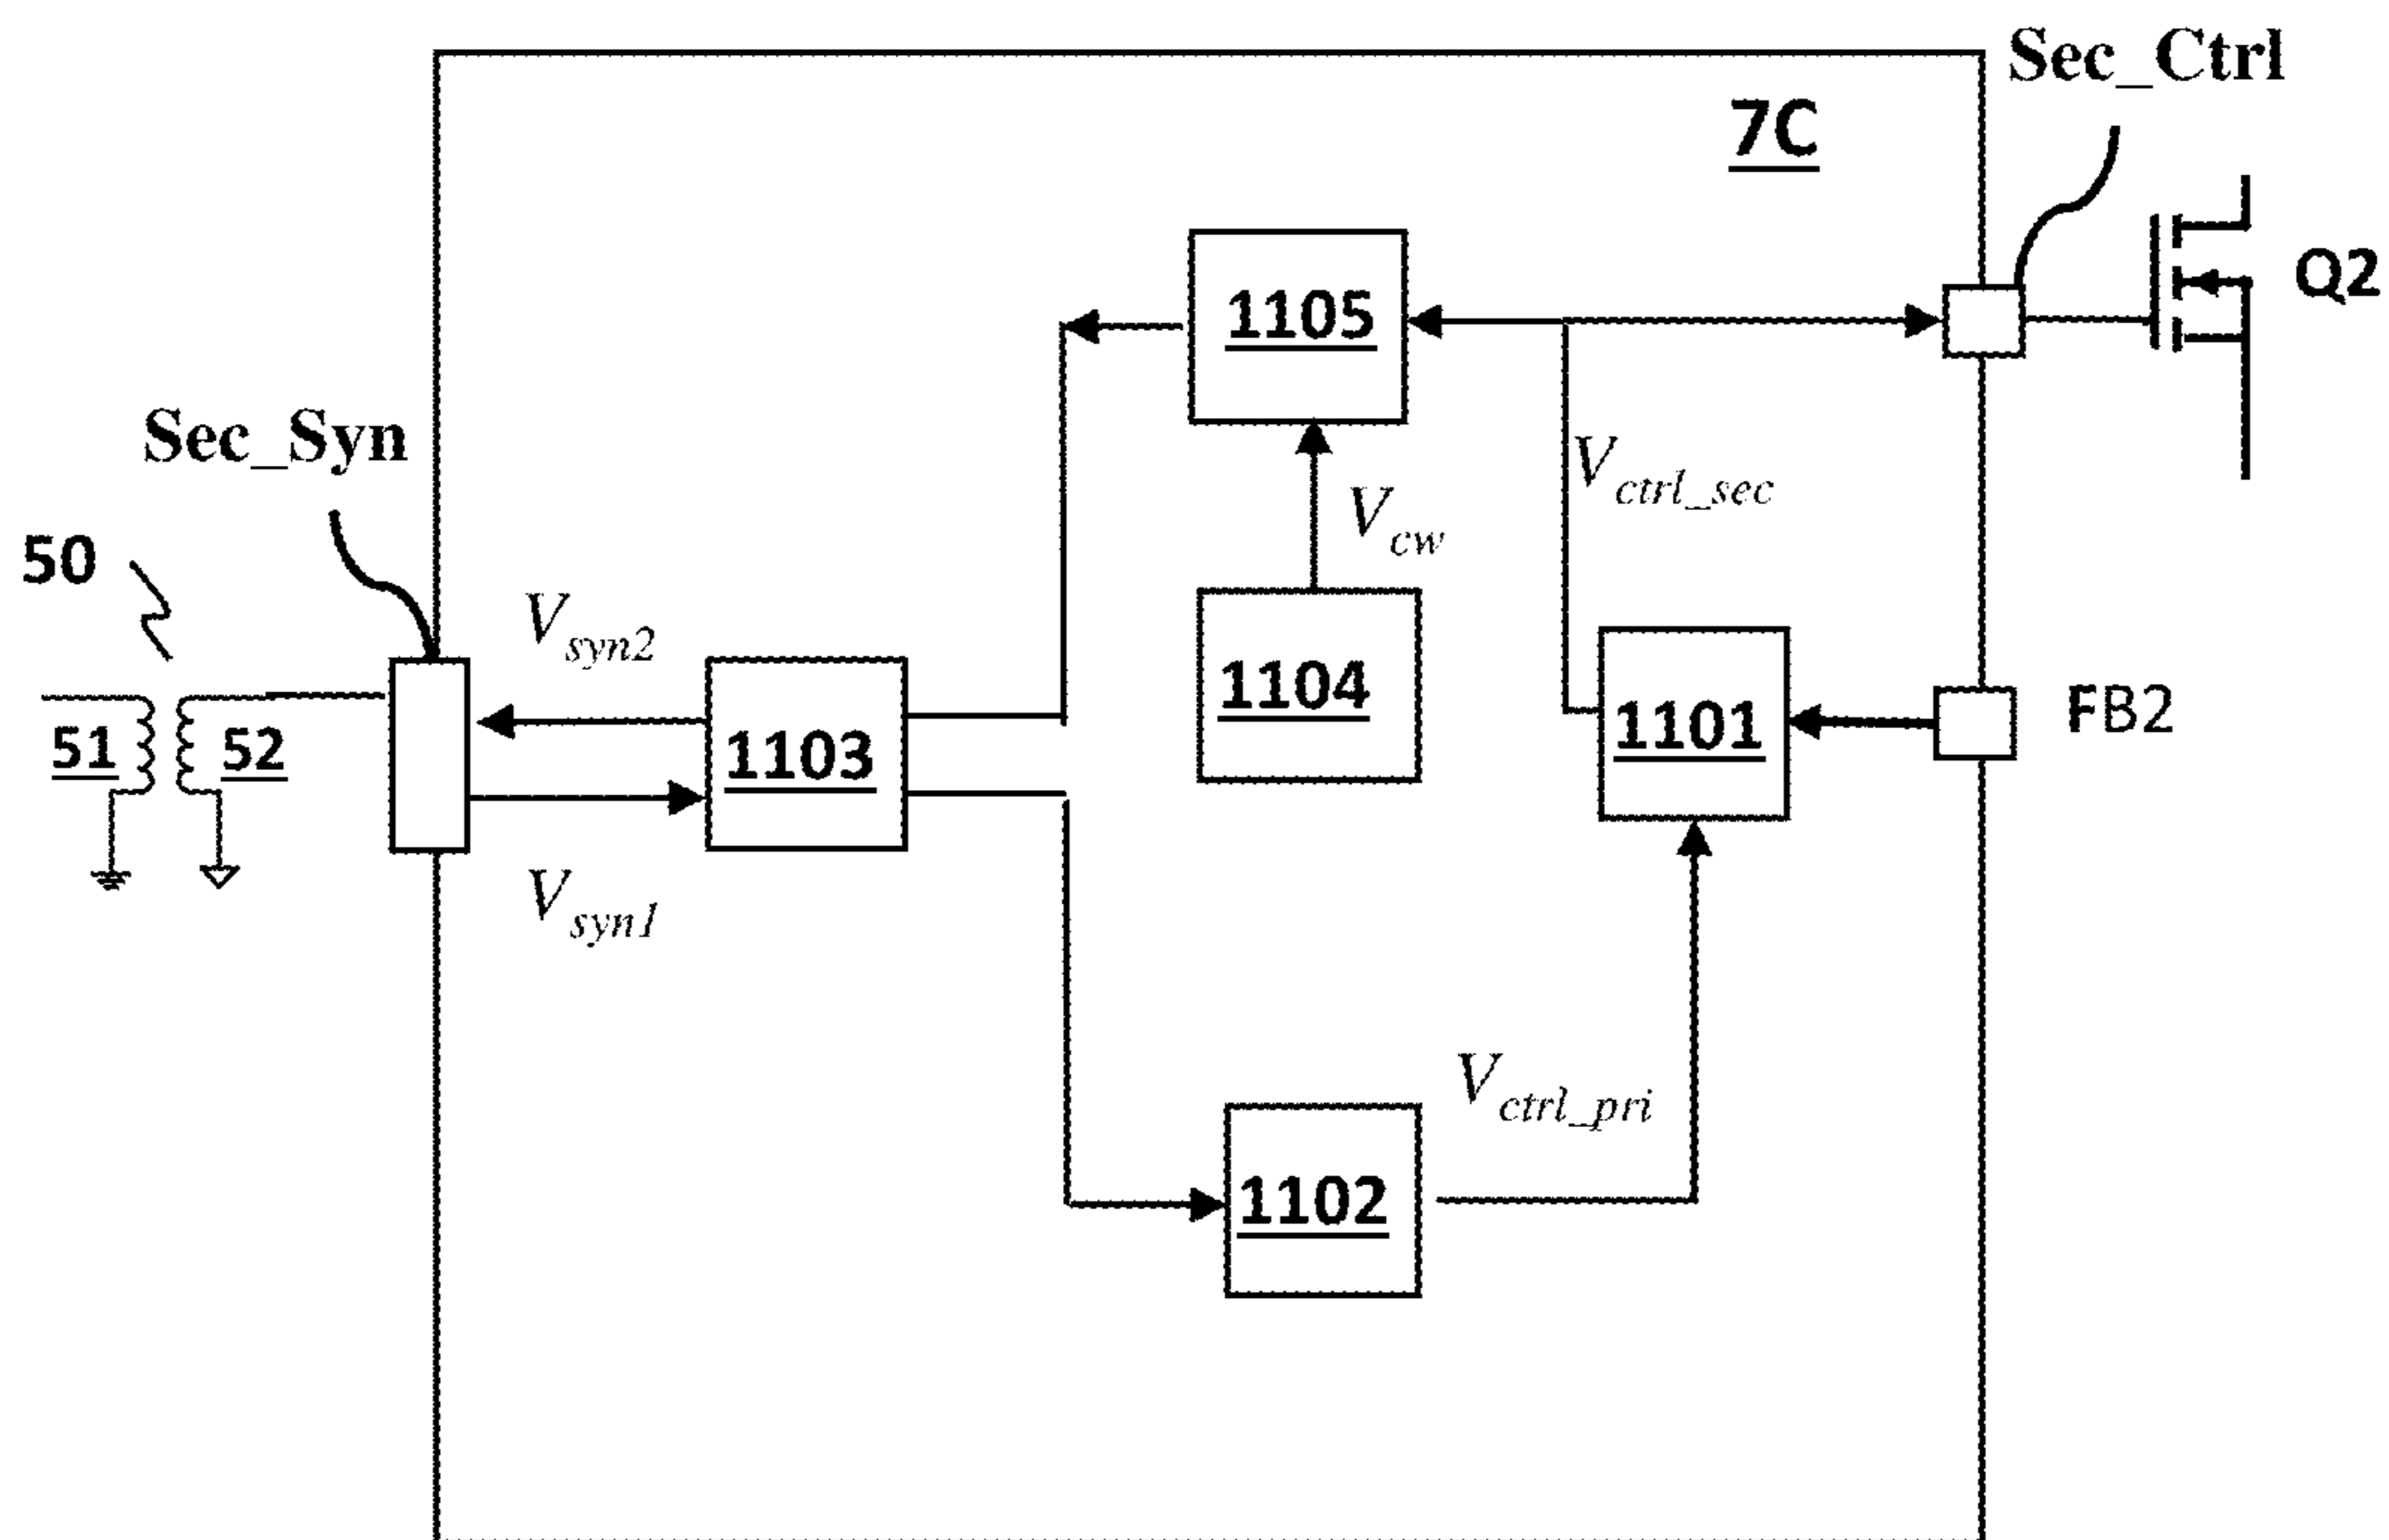 Sec_Ctrl
7C
Q2
1105
Sec_Syn
Vctrl_sec
Vcw
50
Vsyn2
1104
FB2
1101
51
52
1103
Vsyn1
Vctrl_pri
1102